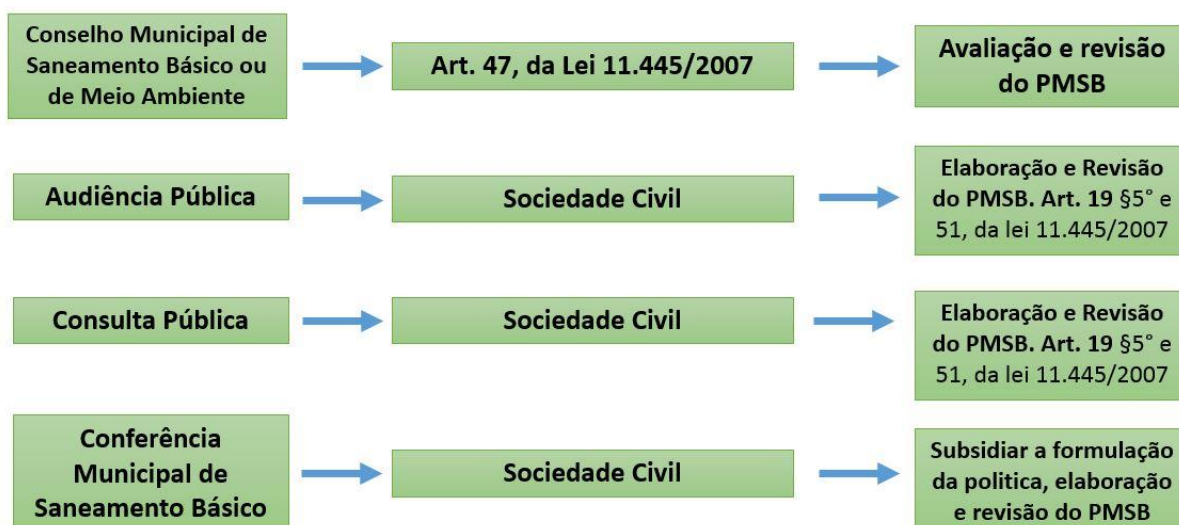 Conselho Municipal de
Saneamento Básico ou
de Meio Ambiente
Art. 47, da Lei 11.445/2007
Avaliação e revisão
do PMSB
Audiência Pública
Sociedade Civil
Elaboração e Revisão
do PMSB. Art. 19 §5° e
51, da lei 11.445/2007
Consulta Pública
Sociedade Civil
Elaboração e Revisão
do PMSB. Art. 19 §5° e
51, da lei 11.445/2007
Conferência
Municipal de
Saneamento Básico
Sociedade Civil
Subsidiar a formulação
da politica, elaboração
e revisão do PMSB